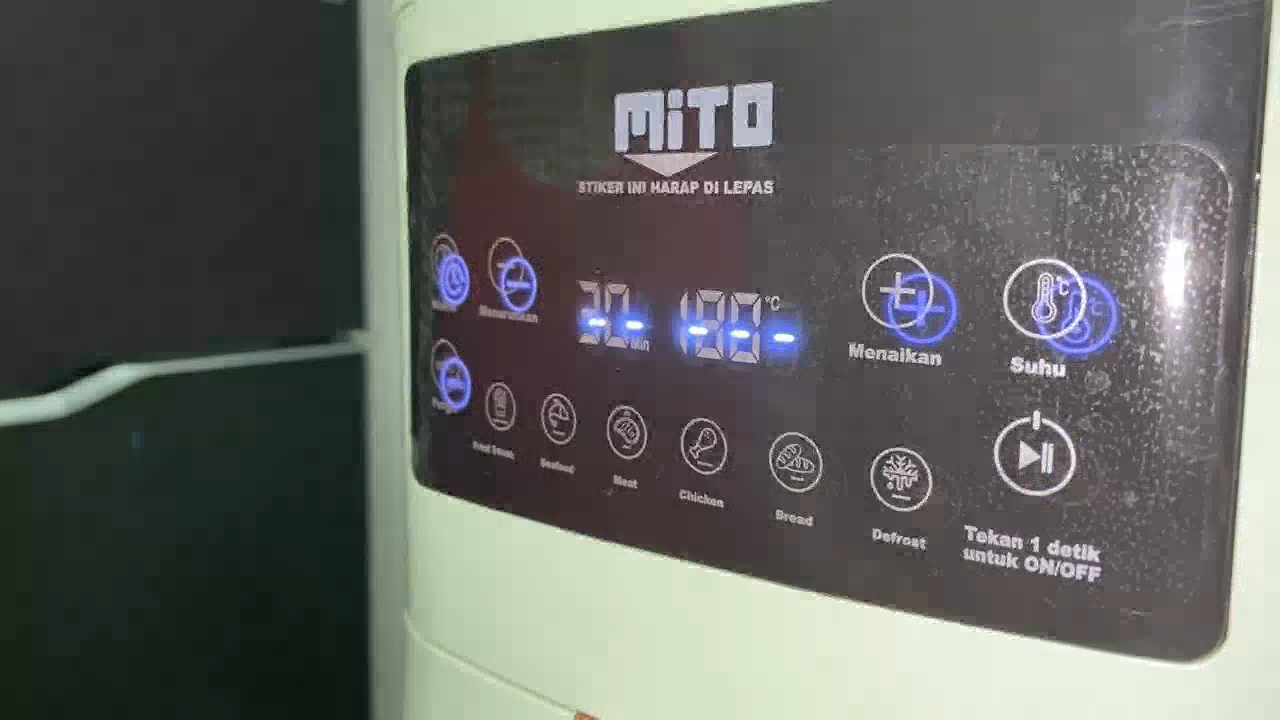 MiTO
STIKER INI HARAP DI LEPAS
30 Min
180 °C
-- ---
Menaikan
°C
Suhu
Seafood
Meat
Chicken
Bread
Defrost
Tekan 1 detik
untuk ON/OFF